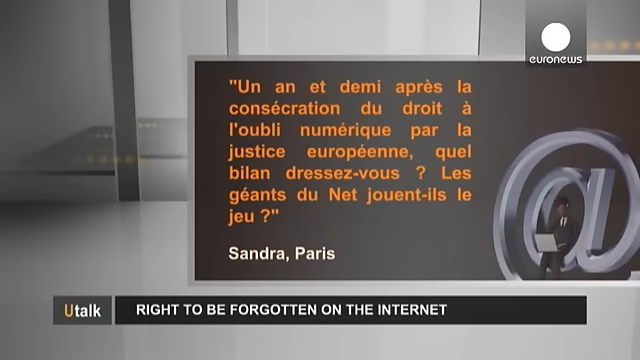 euronews
"Un an et demi après la
consécration du droit à
l'oubli numérique par la
justice européenne, quel
bilan dressez-vous ? Les
géants du Net jouent-ils le
jeu ?"
Sandra, Paris
Utalk
RIGHT TO BE FORGOTTEN ON THE INTERNET